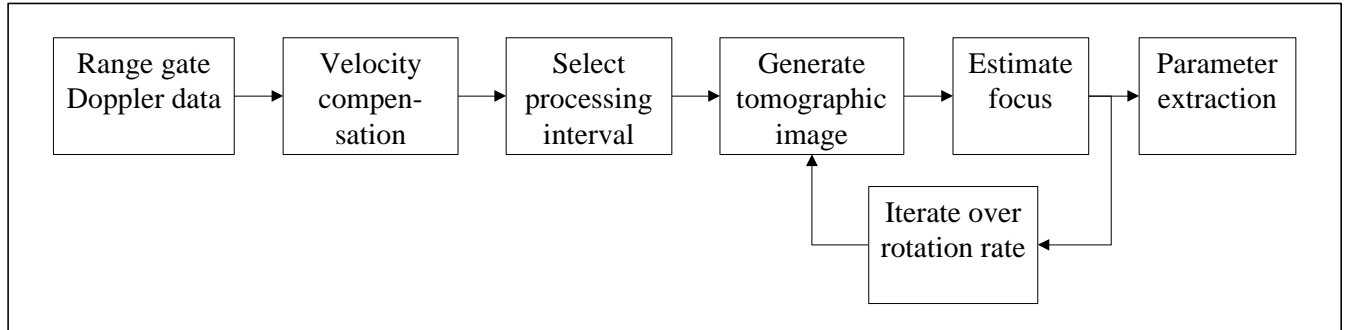 Range gate
Doppler data
Velocity
compen-
sation
Select
processing
interval
Generate
tomographic
image
Estimate
focus
Parameter
extraction
Iterate over
rotation rate